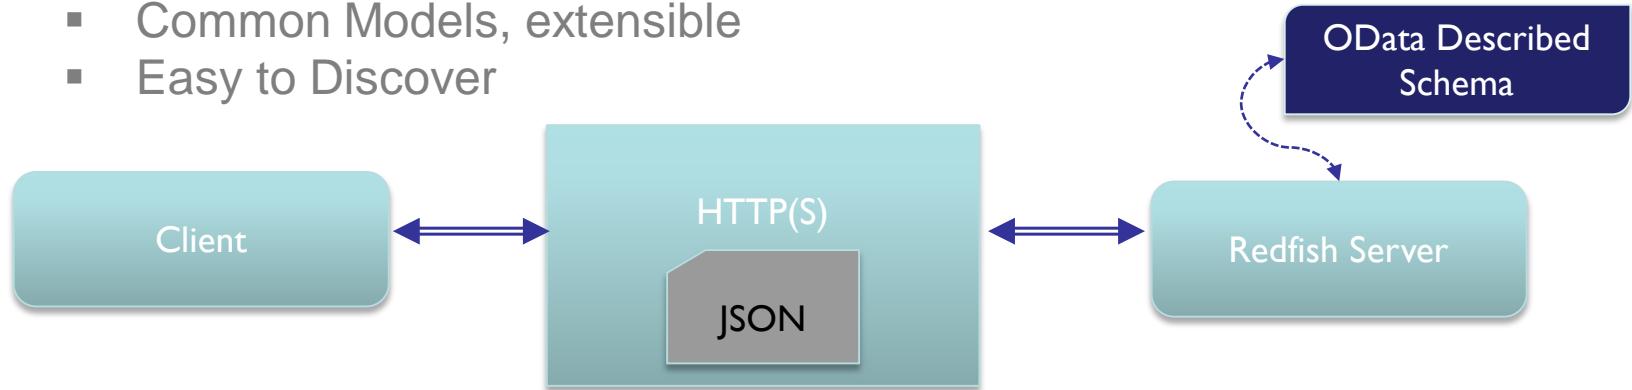 ▪ Common Models, extensible
▪ Easy to Discover
OData Described
Schema
Client
HTTP(S)
JSON
Redfish Server